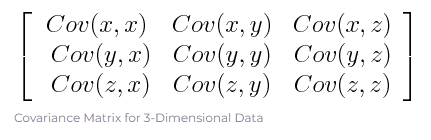 Cov(x, x) Cov(x, y) Cov(x, z)
Cov(y, x) Cov(y, y) Cov(y, z)
Cov(z, x) Cov(z, y) Cov(z, z)
Covariance Matrix for 3-Dimensional Data